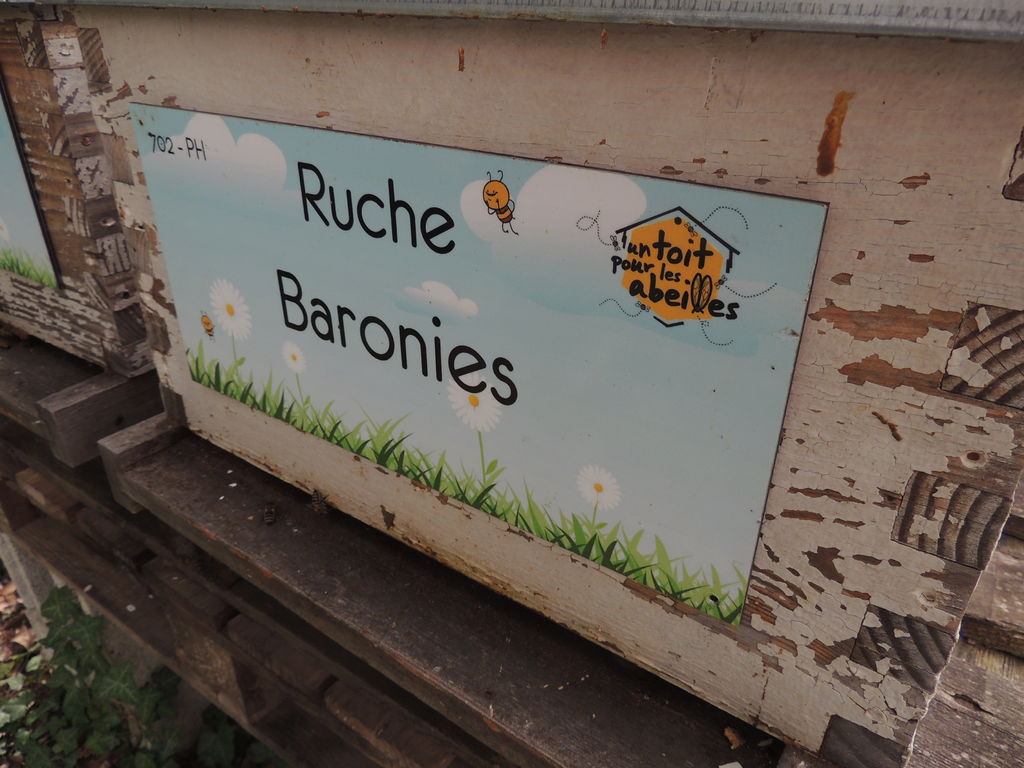 702-PH
Ruche
Baronies
un toit
pour les
abeilles